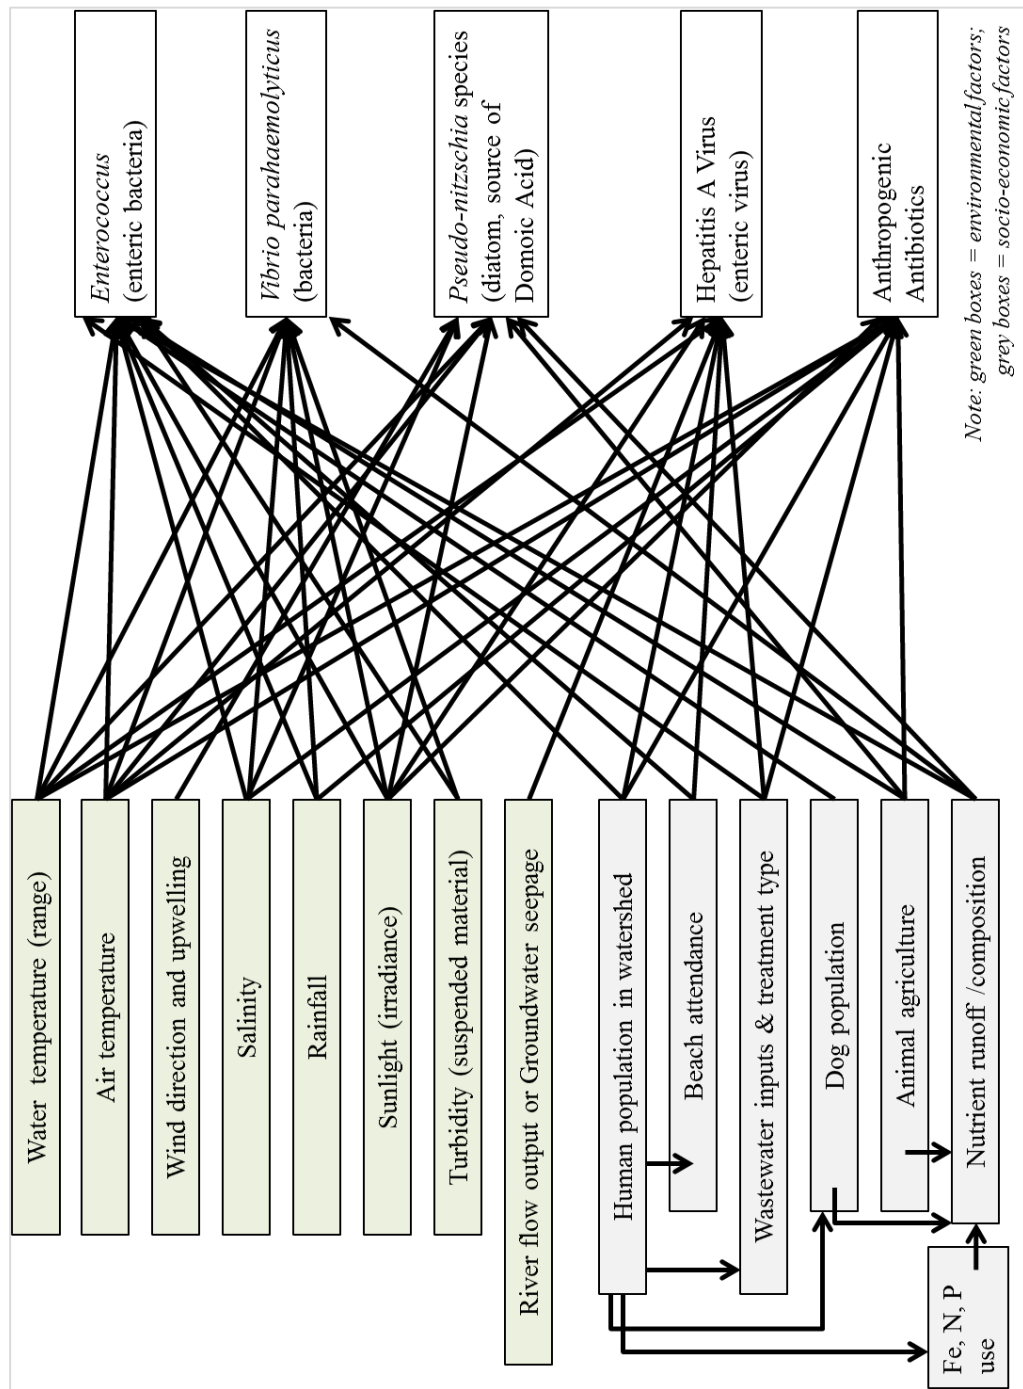 Water temperature (range)
Air temperature
Wind direction and upwelling
Salinity
Rainfall
Sunlight (irradiance)
Turbidity (suspended material)
River flow output or Groundwater seepage
Human population in watershed
Beach attendance
Wastewater inputs & treatment type
Dog population
Animal agriculture
Nutrient runoff /composition
Fe, N, P
use
Enterococcus
(enteric bacteria)
Vibrio parahaemolyticus
(bacteria)
Pseudo-nitzschia species
(diatom, source of
Domoic Acid)
Hepatitis A Virus
(enteric virus)
Anthropogenic
Antibiotics
Note: green boxes = environmental factors;
grey boxes = socio-economic factors